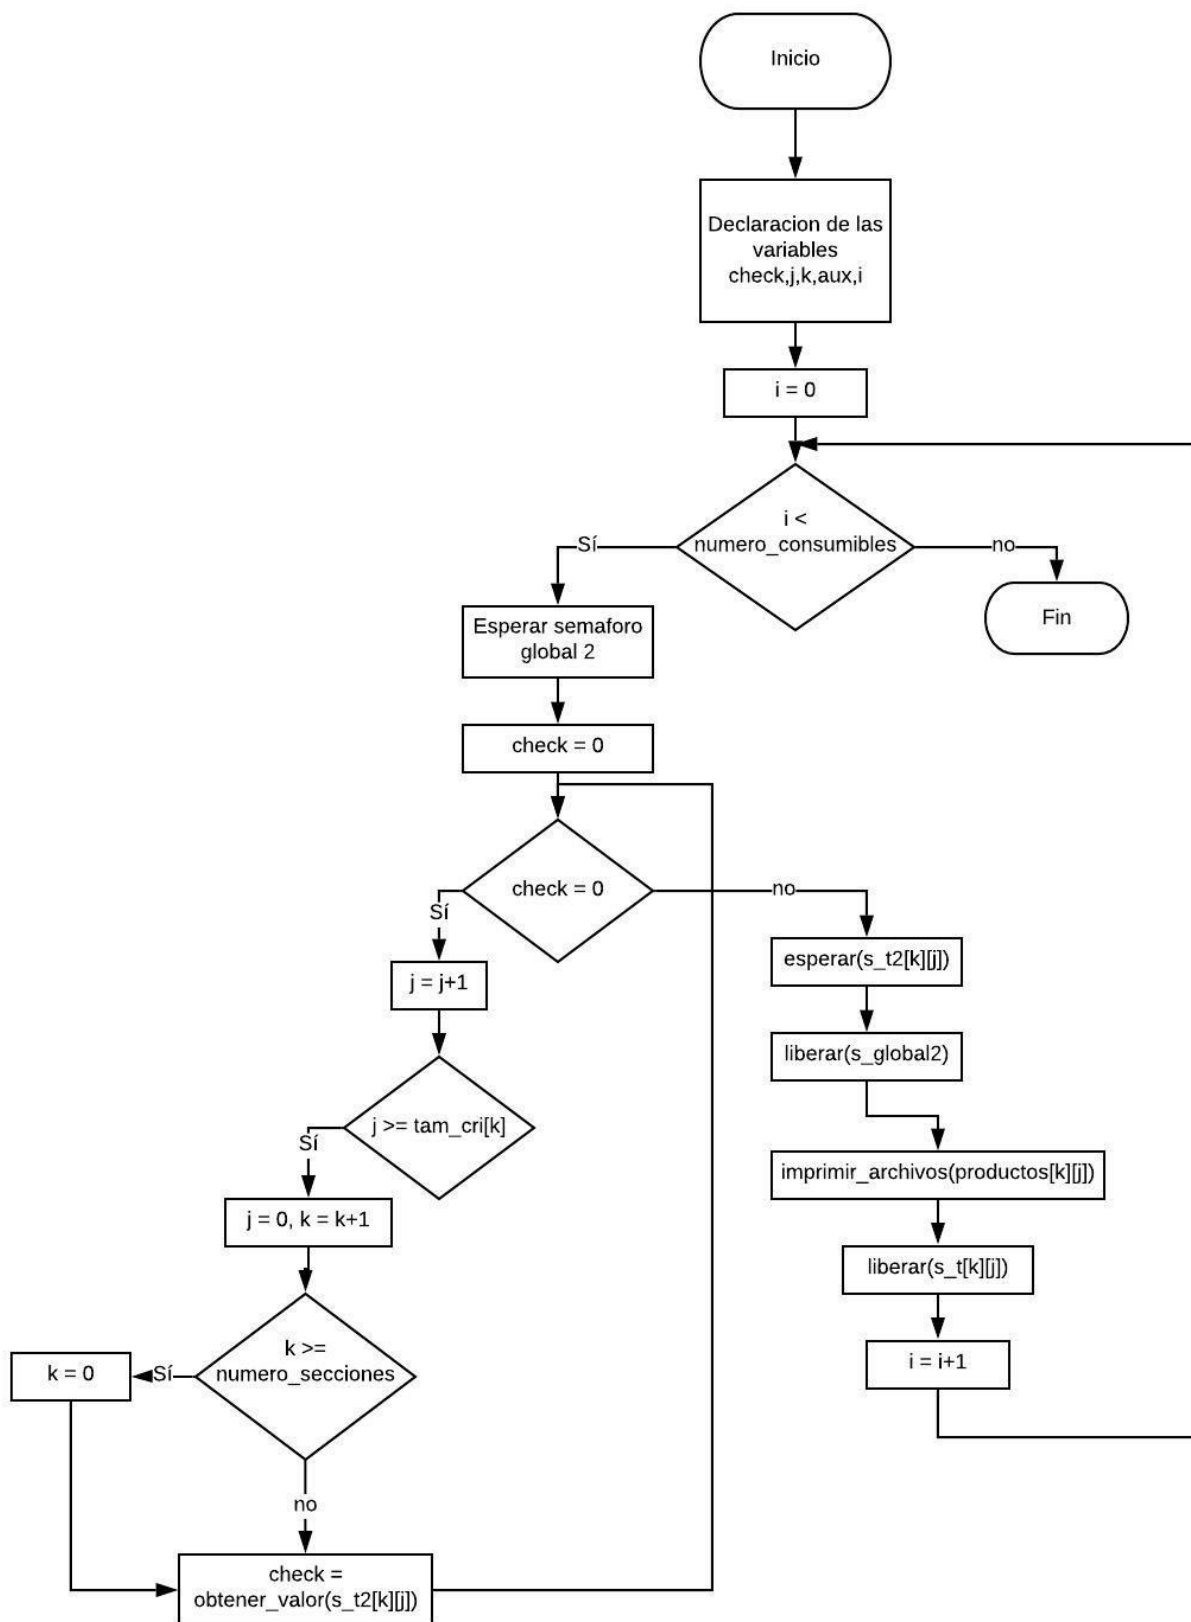 Inicio
Declaracion de las
variables
check,j,k,aux,i
i = 0
i <
numero_consumibles
Sí
no
Fin
Esperar semaforo
global 2
check = 0
check = 0
Sí
no
j = j+1
esperar(s_t2[k][j])
liberar(s_global2)
j >= tam_cri[k]
Sí
imprimir_archivos(productos[k][j])
j = 0, k = k+1
liberar(s_t[k][j])
k >=
numero_secciones
Sí
k = 0
i = i+1
no
check =
obtener_valor(s_t2[k][j])